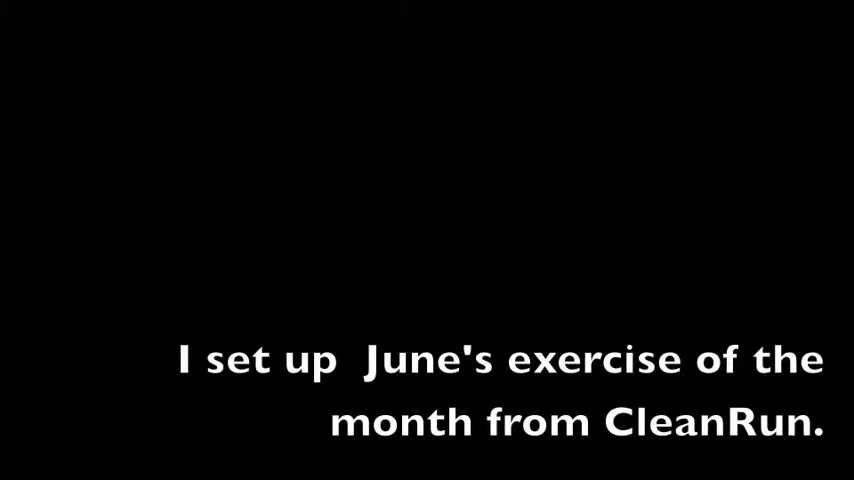 I set up  June's exercise of the
month from CleanRun.